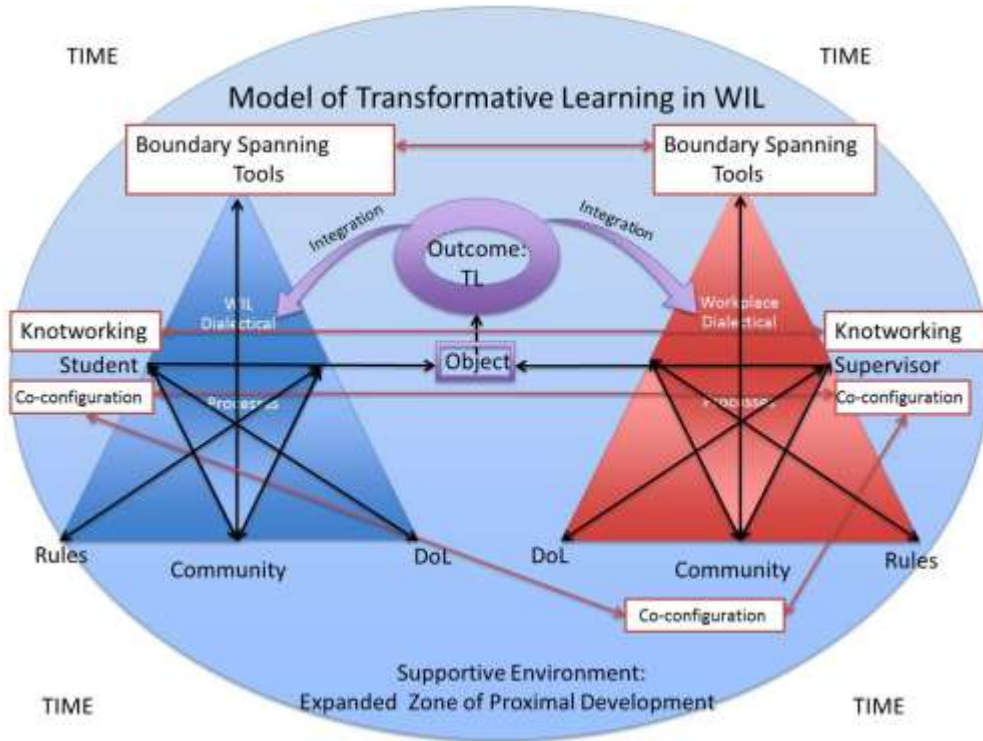 TIME
TIME
Model of Transformative Learning in WIL
Boundary Spanning
Tools
Boundary Spanning
Tools
Integration
Integration
Outcome:
TL
WIL
Dialectical
Workplace
Dialectical
Knotworking
Knotworking
Student
Object
Supervisor
Co-configuration
Processes
Processes
Co-configuration
Rules
Community
DoL
DoL
Community
Rules
Co-configuration
Supportive Environment:
Expanded Zone of Proximal Development
TIME
TIME